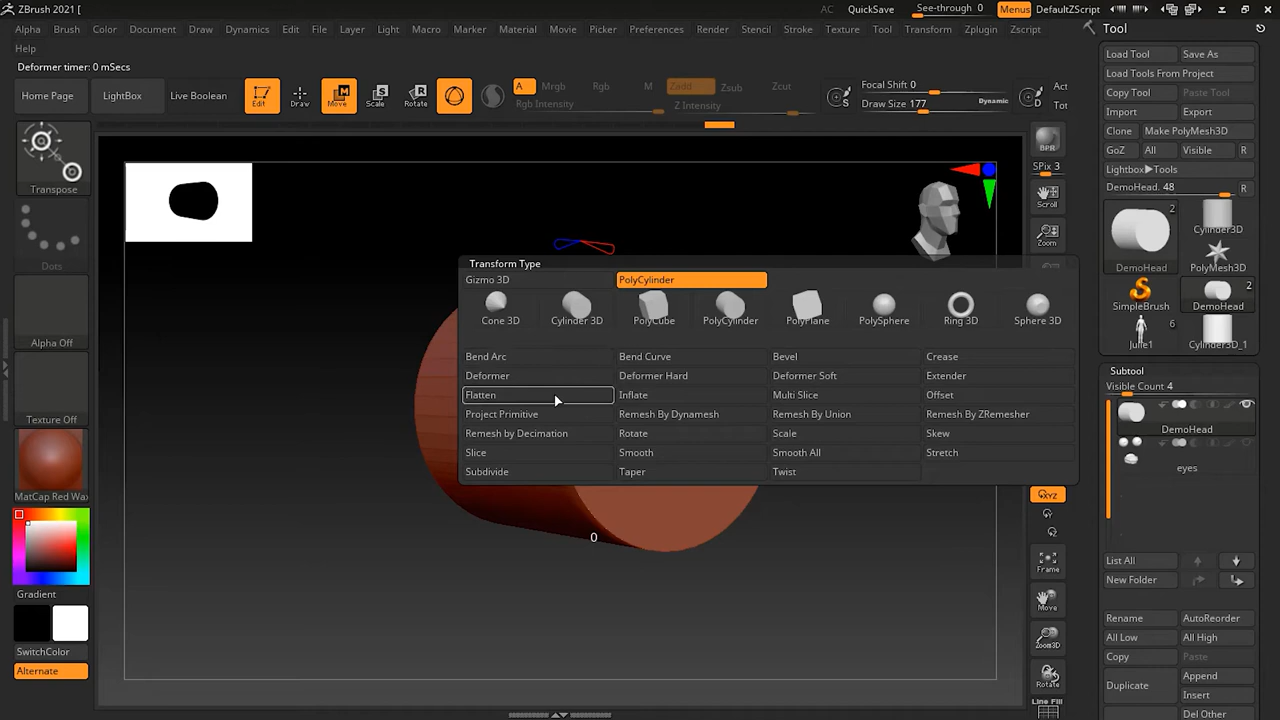 ZBrush 2021 [
AC QuickSave See-through 0 Menus DefaultZScript
Alpha Brush Color Document Draw Dynamics Edit File Layer Light Macro Marker Material Movie Picker Preferences Render Stencil Stroke Texture Tool Transform Zplugin Zscript
Help
Deformer timer: 0 mSecs
Home Page LightBox Live Boolean Edit Draw Move Scale Rotate
A Mrgb Rgb M Zadd Zsub Zcut
Rgb Intensity Z Intensity
Focal Shift 0
Draw Size 177 Dynamic
S D
Act
Tot
Transpose
Dots
Alpha Off
Texture Off
MatCap Red Wax
Gradient
SwitchColor
Alternate
Transform Type
Gizmo 3D PolyCylinder
Cone 3D Cylinder 3D PolyCube PolyCylinder PolyPlane PolySphere Ring 3D Sphere 3D
Bend Arc Bend Curve Bevel Crease
Deformer Deformer Hard Deformer Soft Extender
Flatten Inflate Multi Slice Offset
Project Primitive Remesh By Dynamesh Remesh By Union Remesh By ZRemesher
Remesh by Decimation Rotate Scale Skew
Slice Smooth Smooth All Stretch
Subdivide Taper Twist
0
BPR
SPix 3
Scroll
Zoom
XYZ
Frame
Move
Zoom3D
Rotate
Line Fill
Tool
Load Tool Save As
Load Tools From Project
Copy Tool Paste Tool
Import Export
Clone Make PolyMesh3D
GoZ All Visible R
Lightbox▶Tools
DemoHead. 48 R
2
DemoHead Cylinder3D
PolyMesh3D
2
SimpleBrush DemoHead
6
Julie1 Cylinder3D_1
Subtool
Visible Count 4
DemoHead
eyes
List All
New Folder
Rename AutoReorder
All Low All High
Copy Paste
Duplicate Append
Insert
Del Other